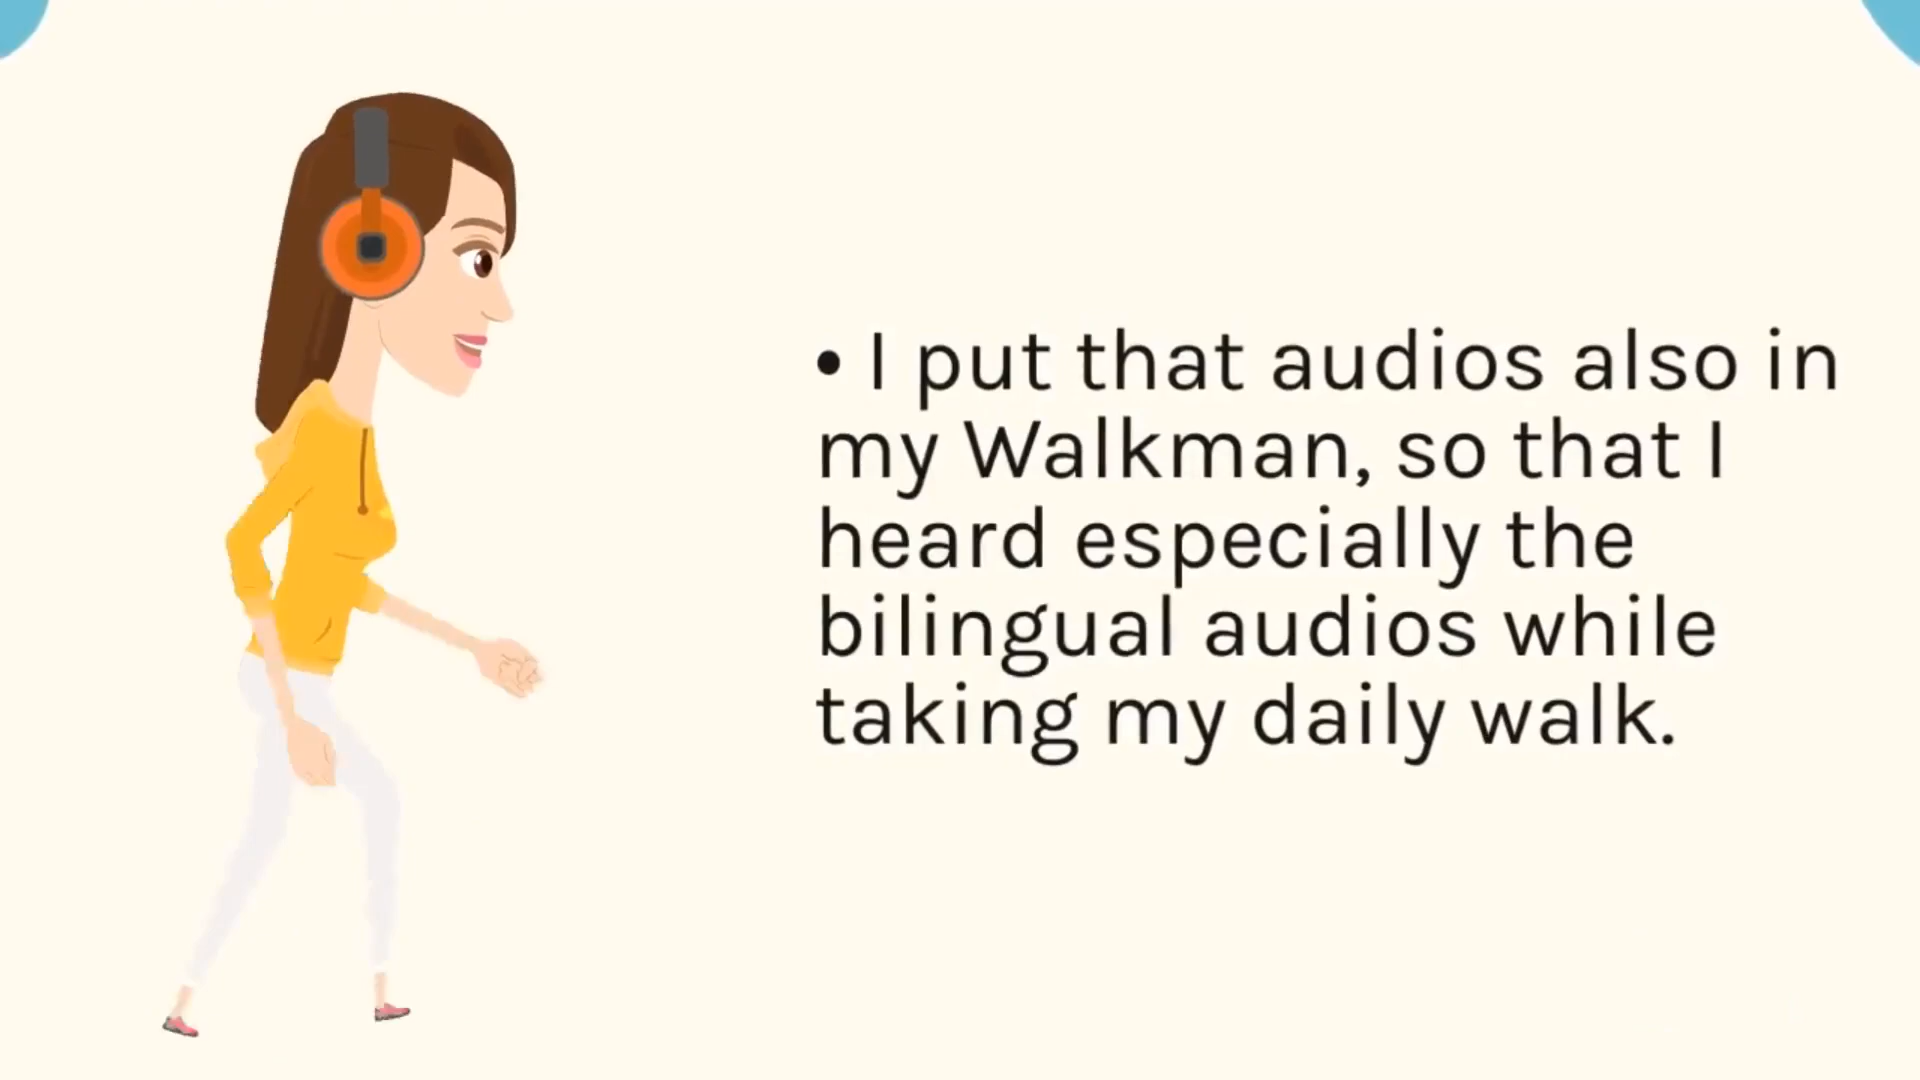 • I put that audios also in
my Walkman, so that I
heard especially the
bilingual audios while
taking my daily walk.